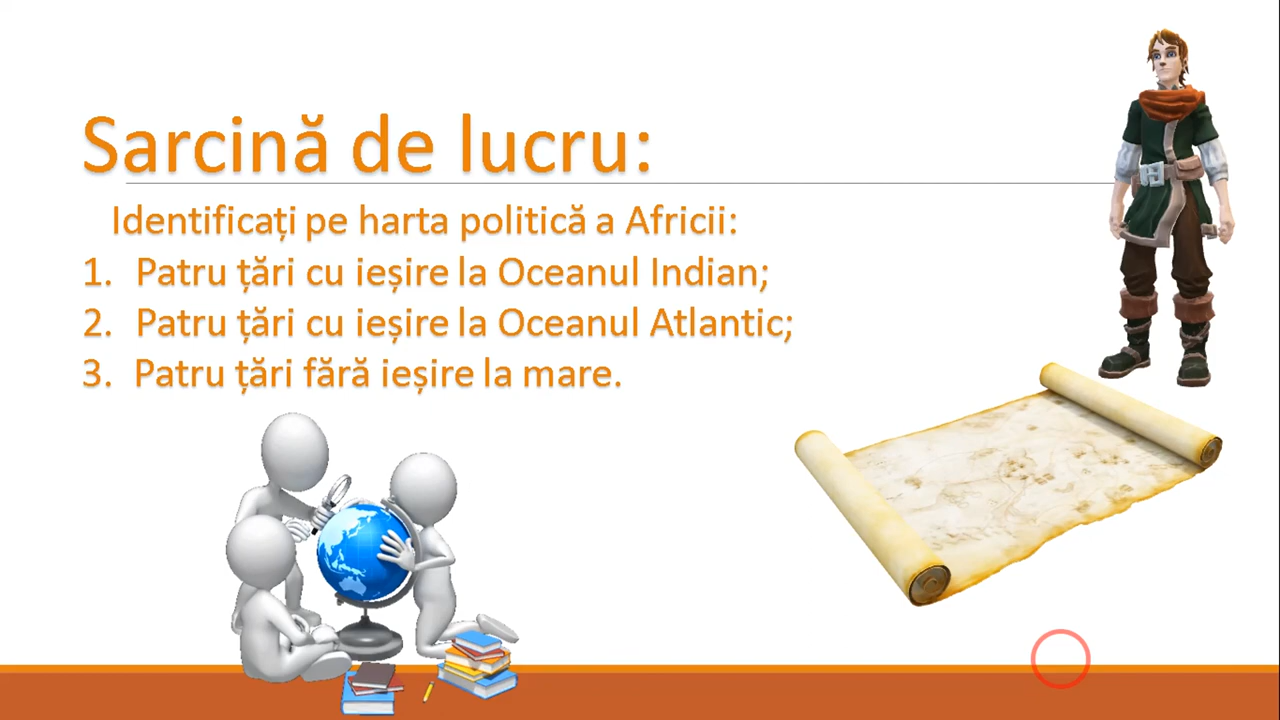 Sarcină de lucru:
Identificați pe harta politică a Africii:
1. Patru țări cu ieșire la Oceanul Indian;
2. Patru țări cu ieșire la Oceanul Atlantic;
3. Patru țări fără ieșire la mare.